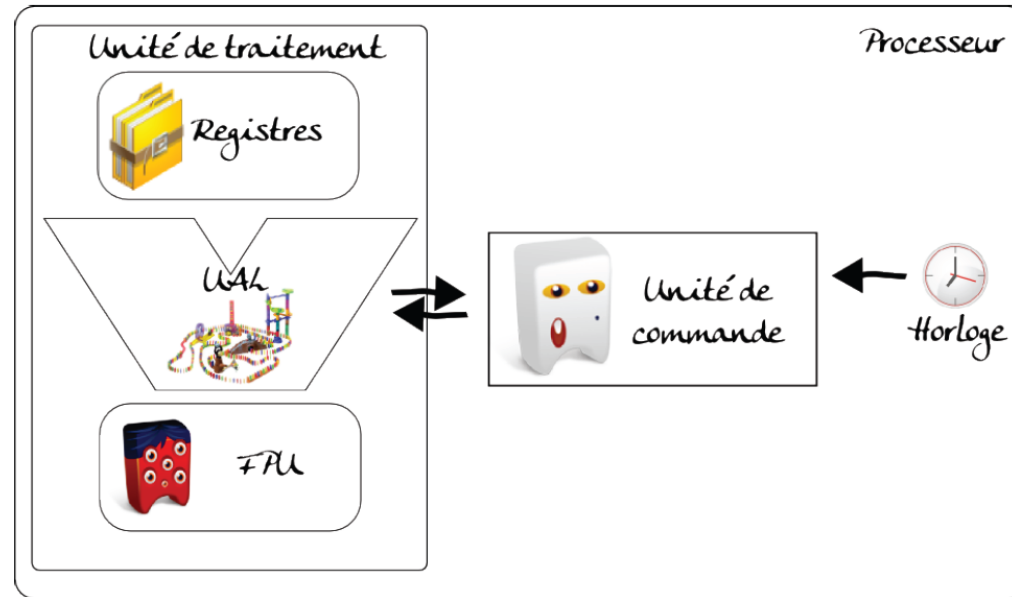 Unité de traitement
Processeur
Registres
UAL
Unité de
commande
Horloge
FPU